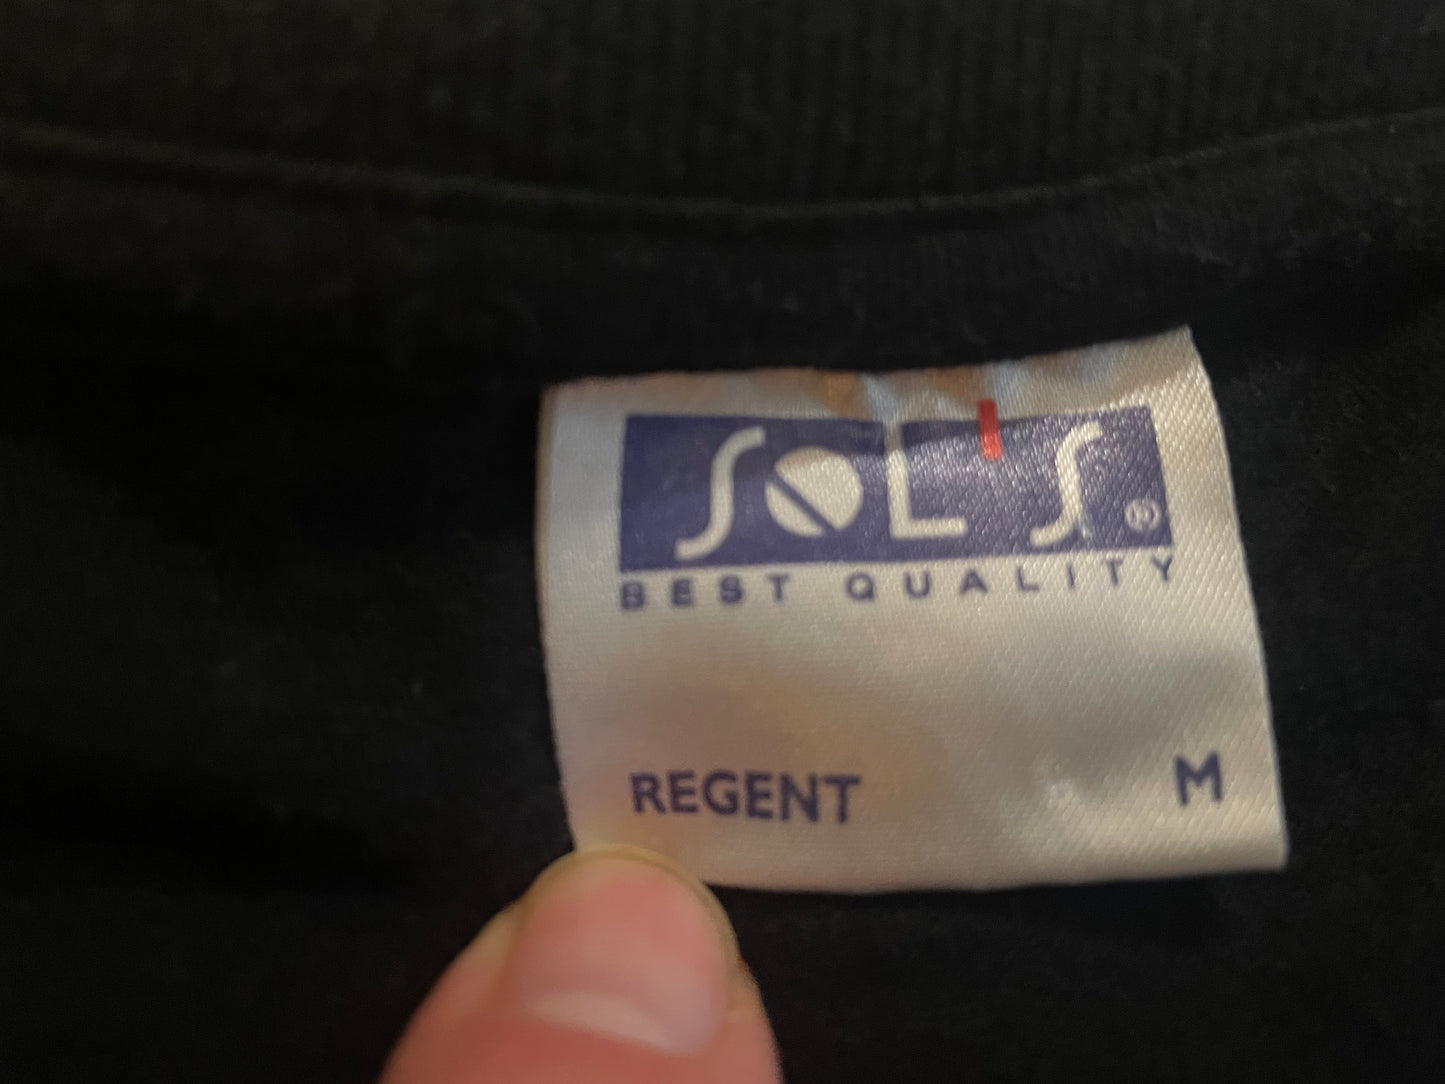 SOL'S ®
BEST QUALITY
REGENT M